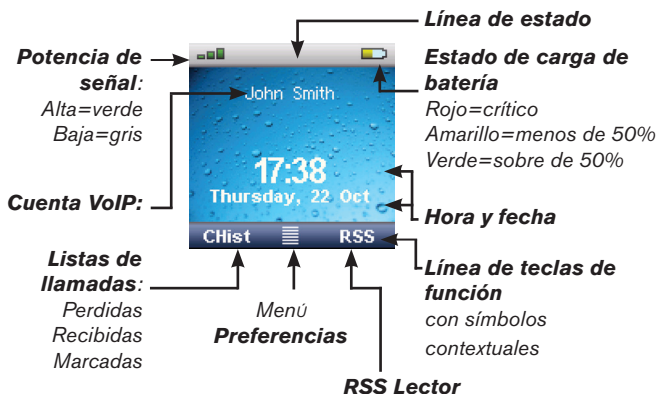 Línea de estado
Potencia de
señal:
Alta=verde
Baja=gris
Estado de carga de
batería
Rojo=crítico
Amarillo=menos de 50%
Verde=sobre de 50%
John Smith
17:38
Thursday, 22 Oct
Cuenta VoIP:
Hora y fecha
CHist
RSS
Listas de
llamadas:
Perdidas
Recibidas
Marcadas
Menú
Preferencias
Línea de teclas de
función
con símbolos
contextuales
RSS Lector